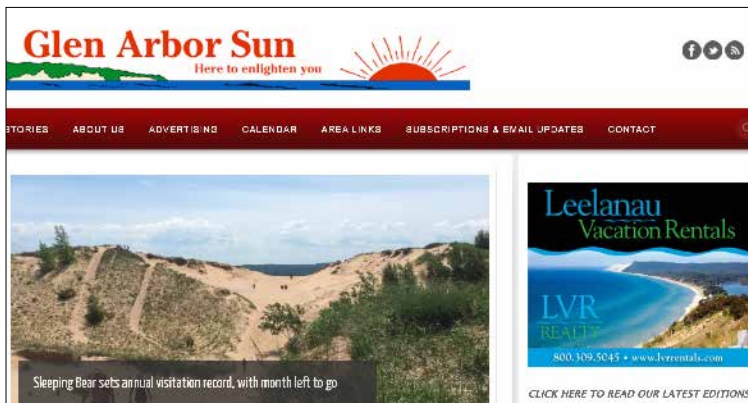 Glen Arbor Sun
Here to enlighten you
STORIES ABOUT US ADVERTISING CALENDAR AREA LINKS SUBSCRIPTIONS & EMAIL UPDATES CONTACT
Leelanau
Vacation Rentals
LVR
REALTY
800.309.5045 • www.lvrrentals.com
Sleeping Bear sets annual visitation record, with month left to go
CLICK HERE TO READ OUR LATEST EDITIONS